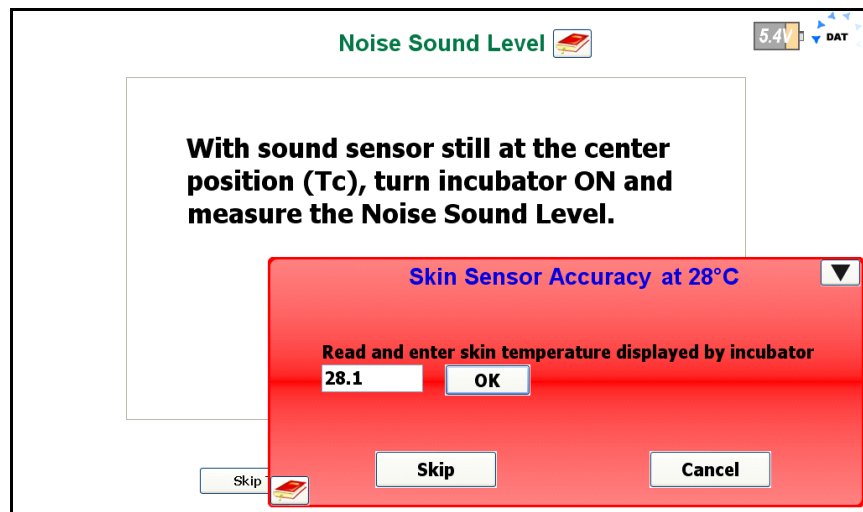 Noise Sound Level
5.4V
DAT
With sound sensor still at the center
position (Tc), turn incubator ON and
measure the Noise Sound Level.
Skin Sensor Accuracy at 28°C
Read and enter skin temperature displayed by incubator
28.1
OK
Skip
Cancel
Skip